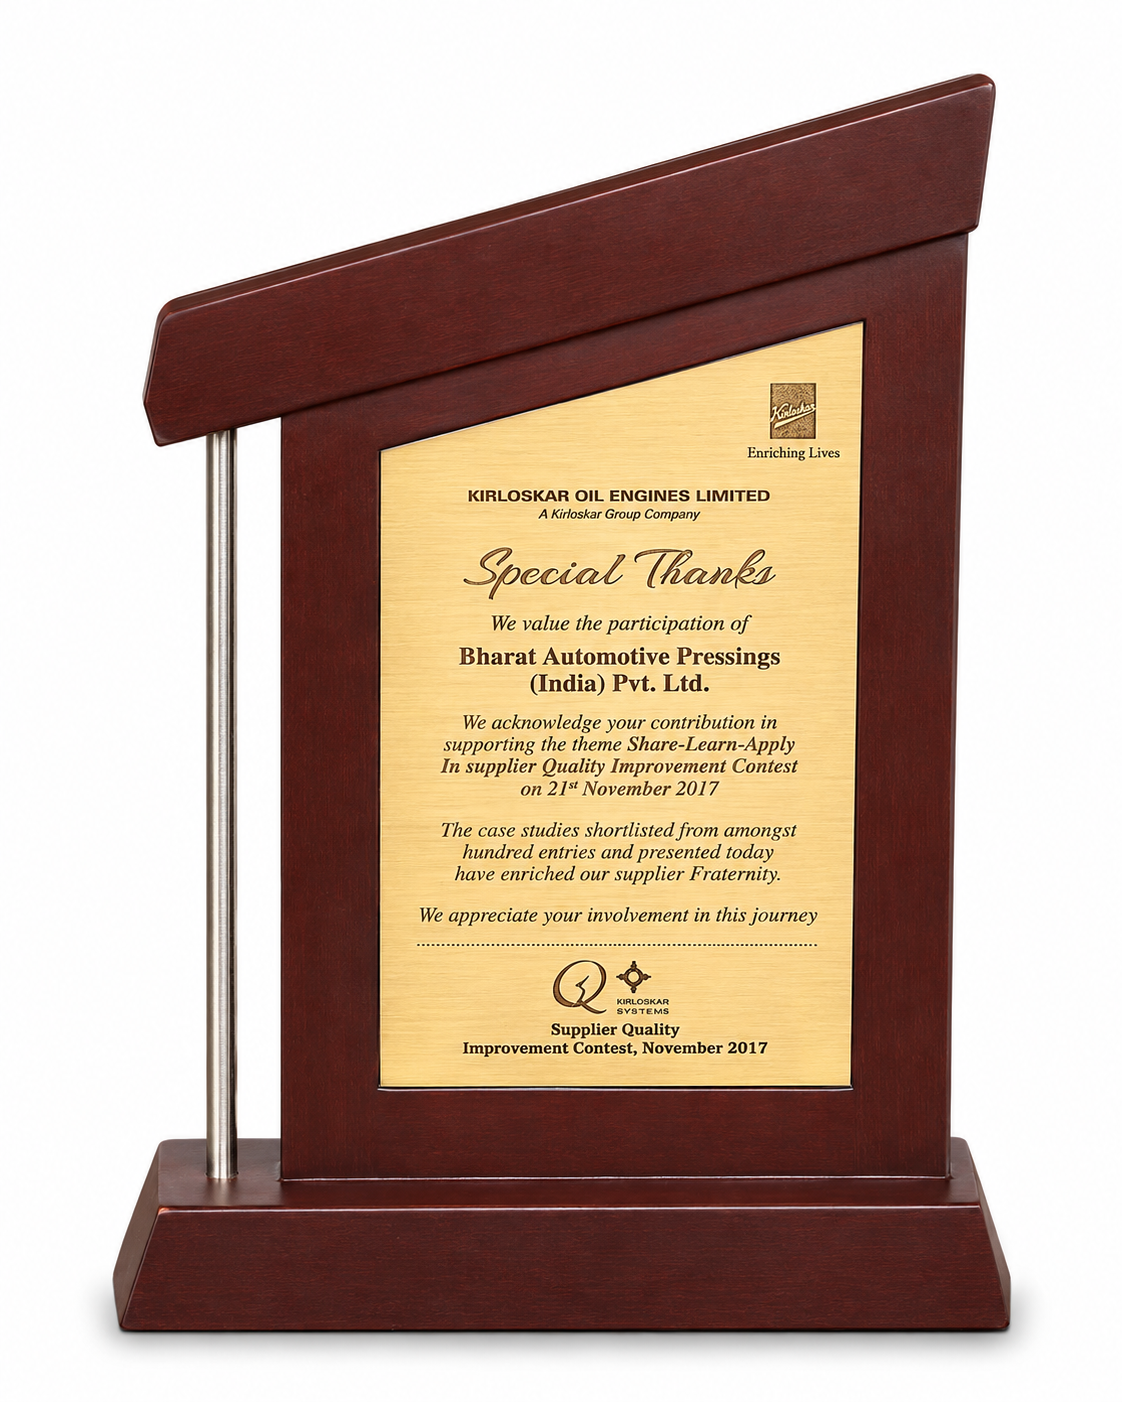 Kirloskar
Enriching Lives
KIRLOSKAR OIL ENGINES LIMITED
A Kirloskar Group Company
Special Thanks
We value the participation of
Bharat Automotive Pressings
(India) Pvt. Ltd.
We acknowledge your contribution in
supporting the theme Share-Learn-Apply
In supplier Quality Improvement Contest
on 21st November 2017
The case studies shortlisted from amongst
hundred entries and presented today
have enriched our supplier Fraternity.
We appreciate your involvement in this journey
Q
KIRLOSKAR
SYSTEMS
Supplier Quality
Improvement Contest, November 2017